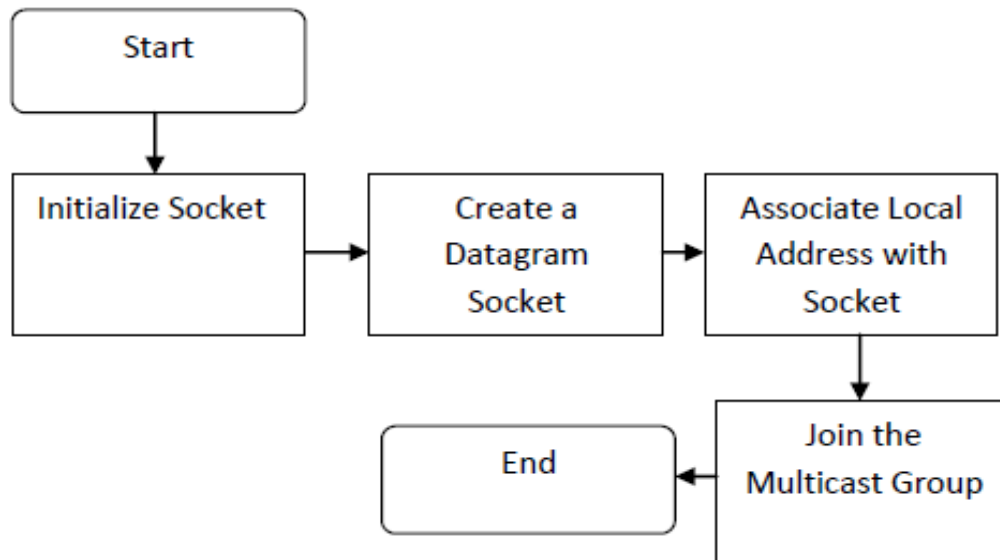 Start
Initialize Socket
Create a
Datagram
Socket
Associate Local
Address with
Socket
Join the
Multicast Group
End